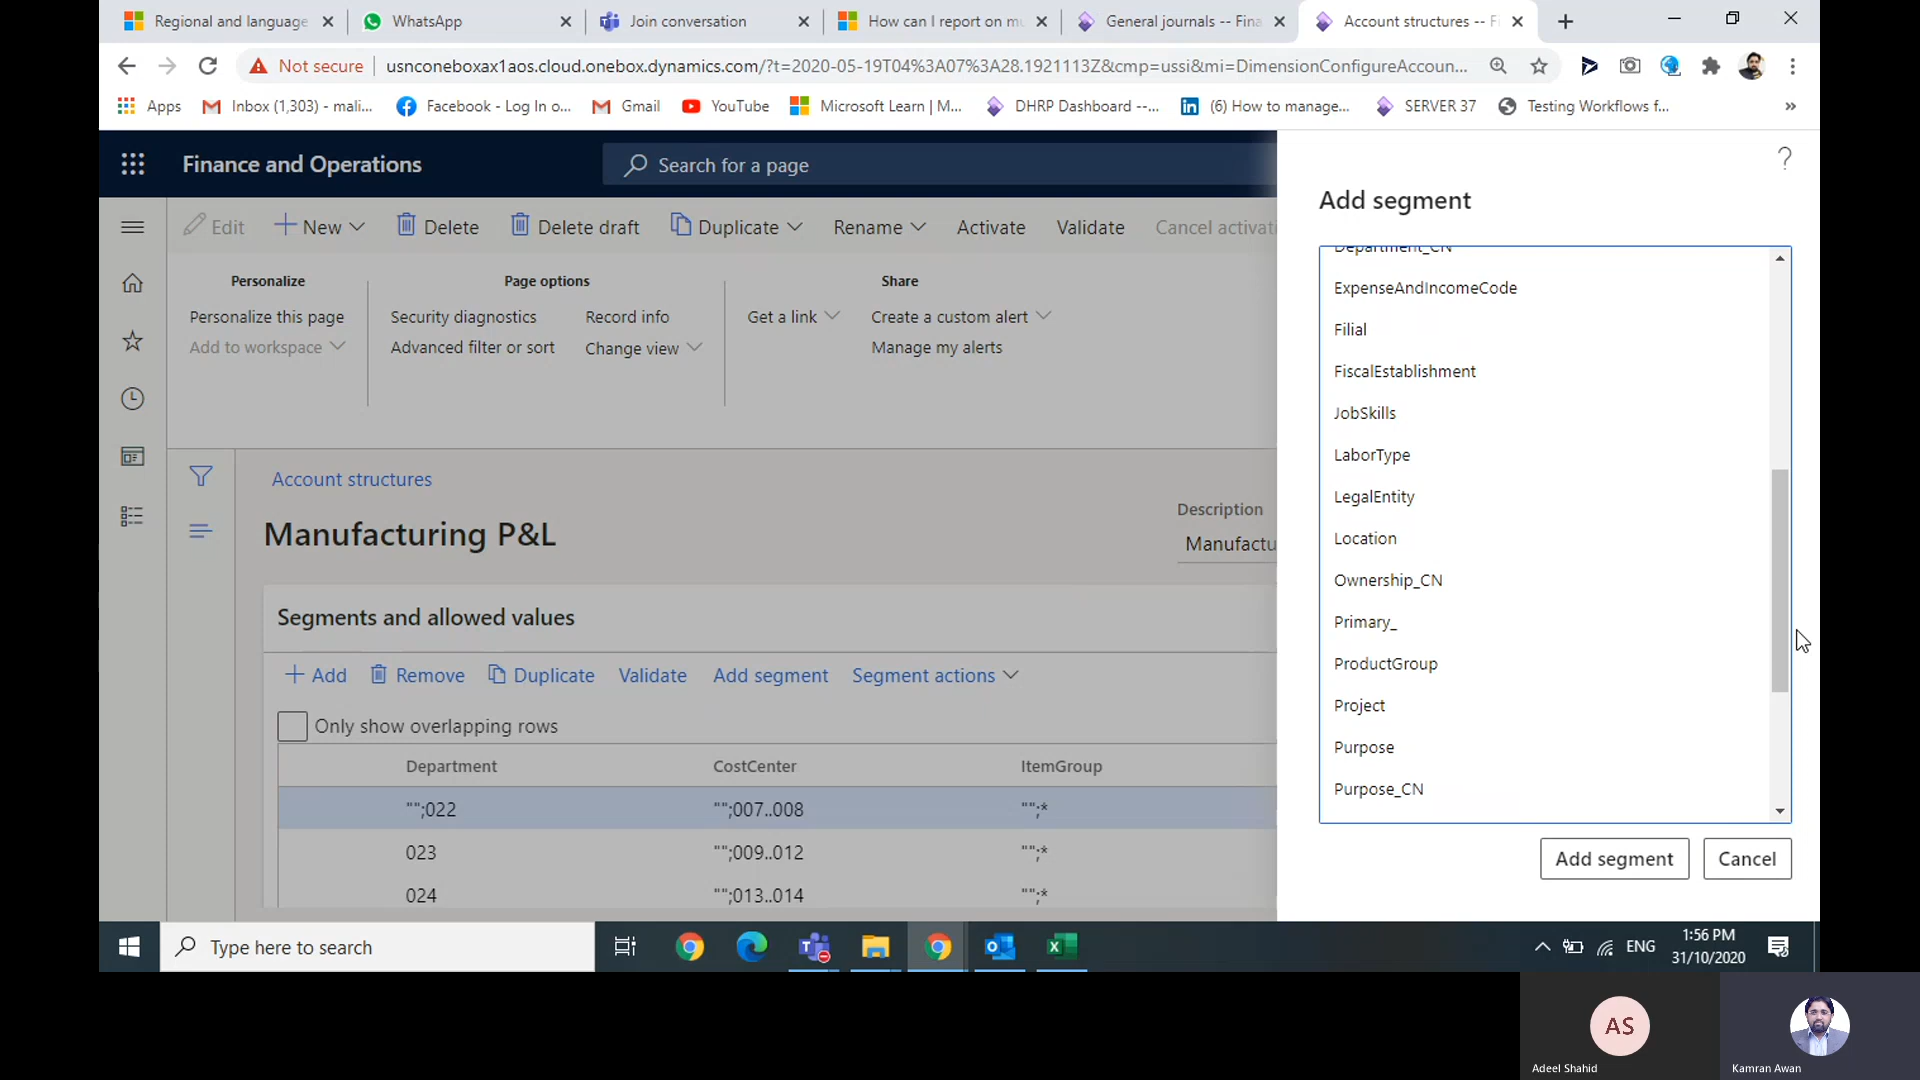 Regional and language
WhatsApp
Join conversation
How can I report on mu
General journals -- Fina
Account structures -- F
Not secure
usnconeboxax1aos.cloud.onebox.dynamics.com/?t=2020-05-19T04%3A07%3A28.1921113Z&cmp=ussi&mi=DimensionConfigureAccoun...
Apps
Inbox (1,303) - mali...
Facebook - Log In o...
Gmail
YouTube
Microsoft Learn | M...
DHRP Dashboard --...
(6) How to manage...
SERVER 37
Testing Workflows f...
»
Finance and Operations
Search for a page
Edit
New
Delete
Delete draft
Duplicate
Rename
Activate
Validate
Cancel activati
Personalize
Page options
Share
Personalize this page
Security diagnostics
Record info
Get a link
Create a custom alert
Add to workspace
Advanced filter or sort
Change view
Manage my alerts
Account structures
Manufacturing P&L
Description
Manufactu
Segments and allowed values
Add
Remove
Duplicate
Validate
Add segment
Segment actions
Only show overlapping rows
Department CostCenter ItemGroup
"";022 "";007..008 "";*
023 "";009..012 "";*
024 "";013..014 "";*
?
Add segment
Department_CN
ExpenseAndIncomeCode
Filial
FiscalEstablishment
JobSkills
LaborType
LegalEntity
Location
Ownership_CN
Primary_
ProductGroup
Project
Purpose
Purpose_CN
Add segment
Cancel
Type here to search
ENG
1:56 PM
31/10/2020
AS
Adeel Shahid
Kamran Awan